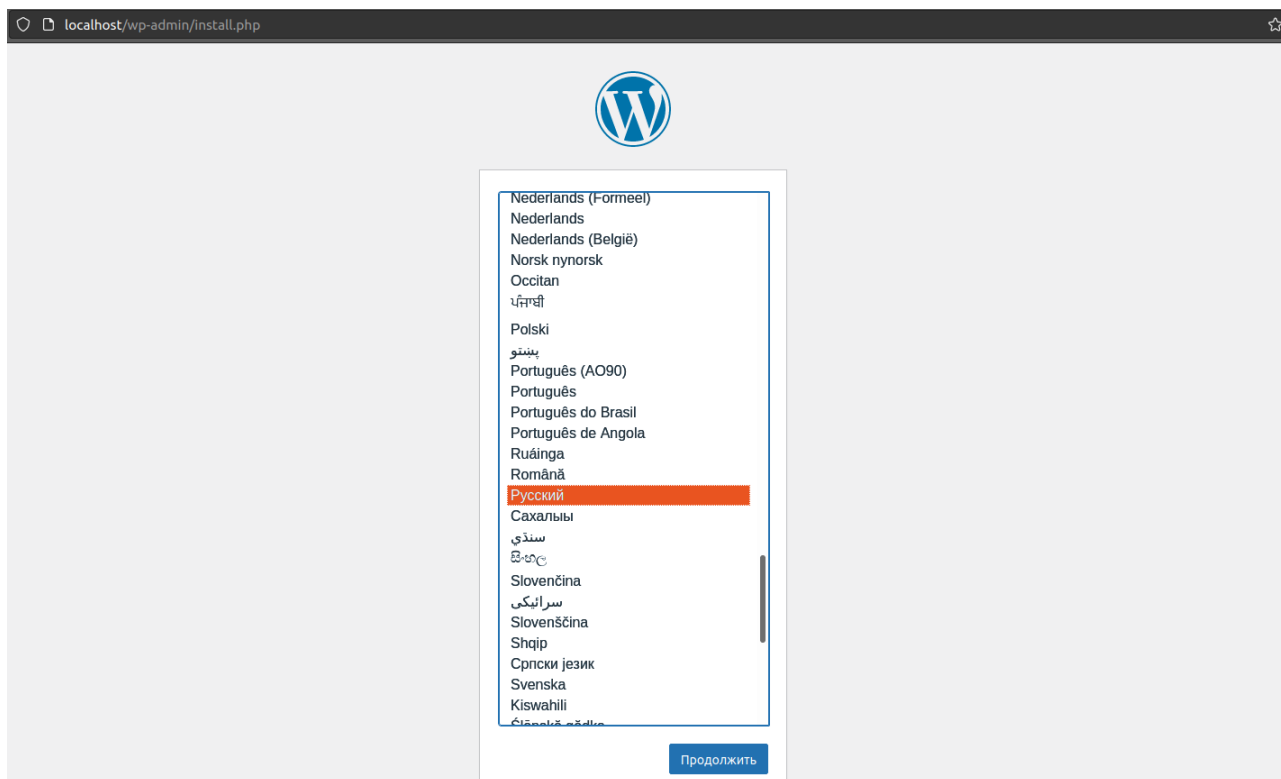 localhost/wp-admin/install.php
Nederlands (Formeel)
Nederlands
Nederlands (België)
Norsk nynorsk
Occitan
ਪੰਜਾਬੀ
Polski
پښتو
Português (AO90)
Português
Português do Brasil
Português de Angola
Ruáinga
Română
Русский
Сахалыы
سنڌي
සිංහල
Slovenčina
سرائیکی
Slovenščina
Shqip
Српски језик
Svenska
Kiswahili
Продолжить